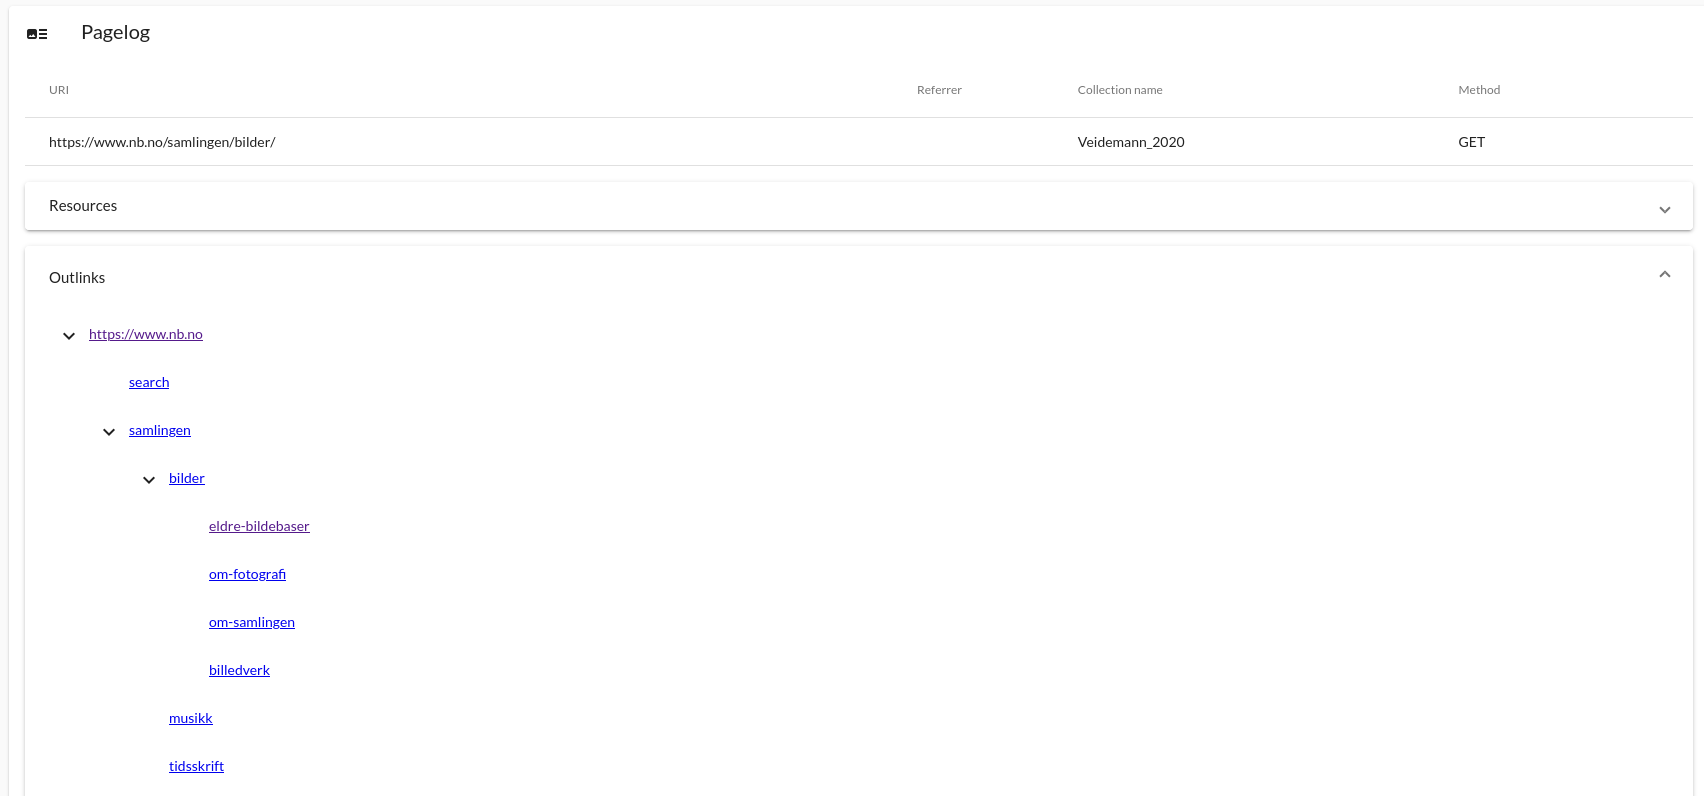 Pagelog
URI Referrer Collection name Method
https://www.nb.no/samlingen/bilder/ Veidemann_2020 GET
Resources
Outlinks
https://www.nb.no
search
samlingen
bilder
eldre-bildebaser
om-fotografi
om-samlingen
billedverk
musikk
tidsskrift